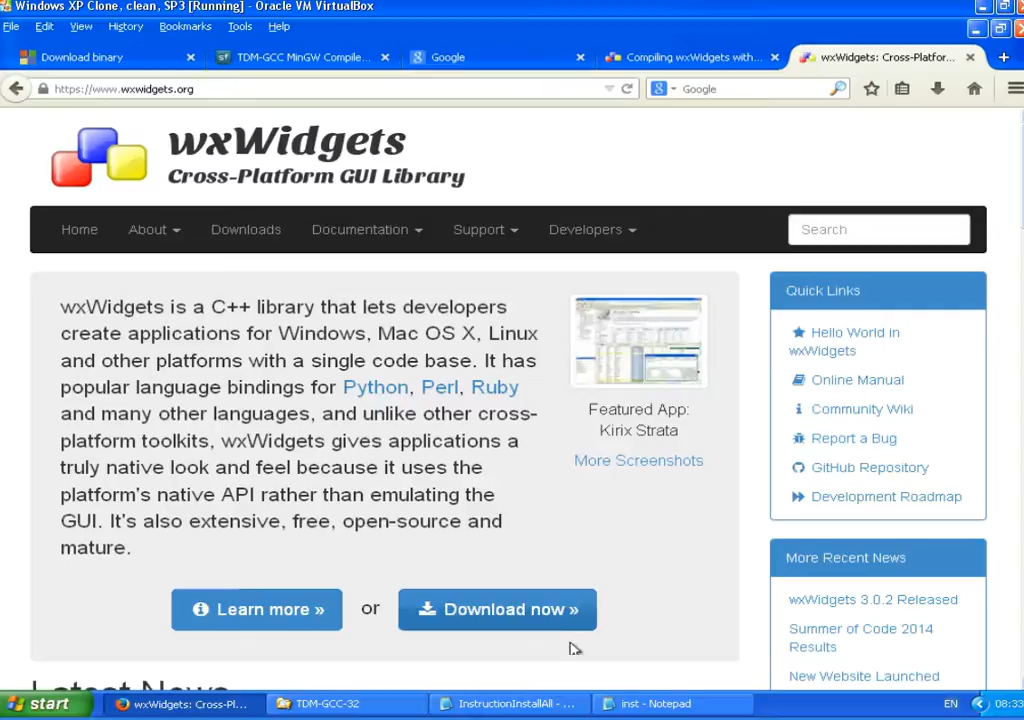 Windows XP Clone, clean, SP3 [Running] - Oracle VM VirtualBox
File Edit View History Bookmarks Tools Help
Download binary TDM-GCC MinGW Compile... Google Compiling wxWidgets with... wxWidgets: Cross-Platfor...
https://www.wxwidgets.org Google
wxWidgets
Cross-Platform GUI Library
Home About Downloads Documentation Support Developers Search
wxWidgets is a C++ library that lets developers
create applications for Windows, Mac OS X, Linux
and other platforms with a single code base. It has
popular language bindings for Python, Perl, Ruby
and many other languages, and unlike other cross-
platform toolkits, wxWidgets gives applications a
truly native look and feel because it uses the
platform's native API rather than emulating the
GUI. It's also extensive, free, open-source and
mature.
Featured App:
Kirix Strata
More Screenshots
Learn more » or Download now »
Quick Links
Hello World in
wxWidgets
Online Manual
Community Wiki
Report a Bug
GitHub Repository
Development Roadmap
More Recent News
wxWidgets 3.0.2 Released
Summer of Code 2014
Results
New Website Launched
Latest News
start wxWidgets: Cross-Pl... TDM-GCC-32 InstructionInstallAll - ... inst - Notepad EN 08:33